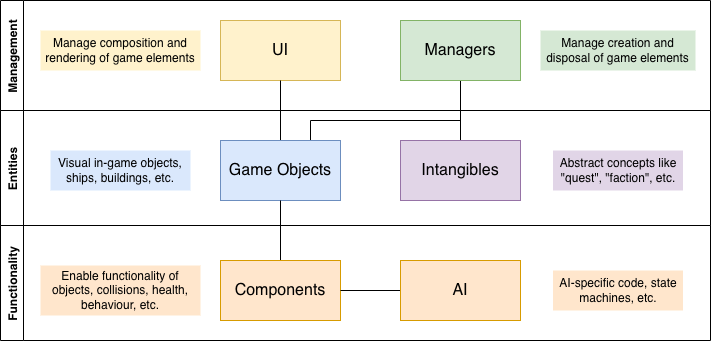 Management
Manage composition and
rendering of game elements
UI
Managers
Manage creation and
disposal of game elements
Entities
Visual in-game objects,
ships, buildings, etc.
Game Objects
Intangibles
Abstract concepts like
"quest", "faction", etc.
Functionality
Enable functionality of
objects, collisions, health,
behaviour, etc.
Components
AI
AI-specific code, state
machines, etc.